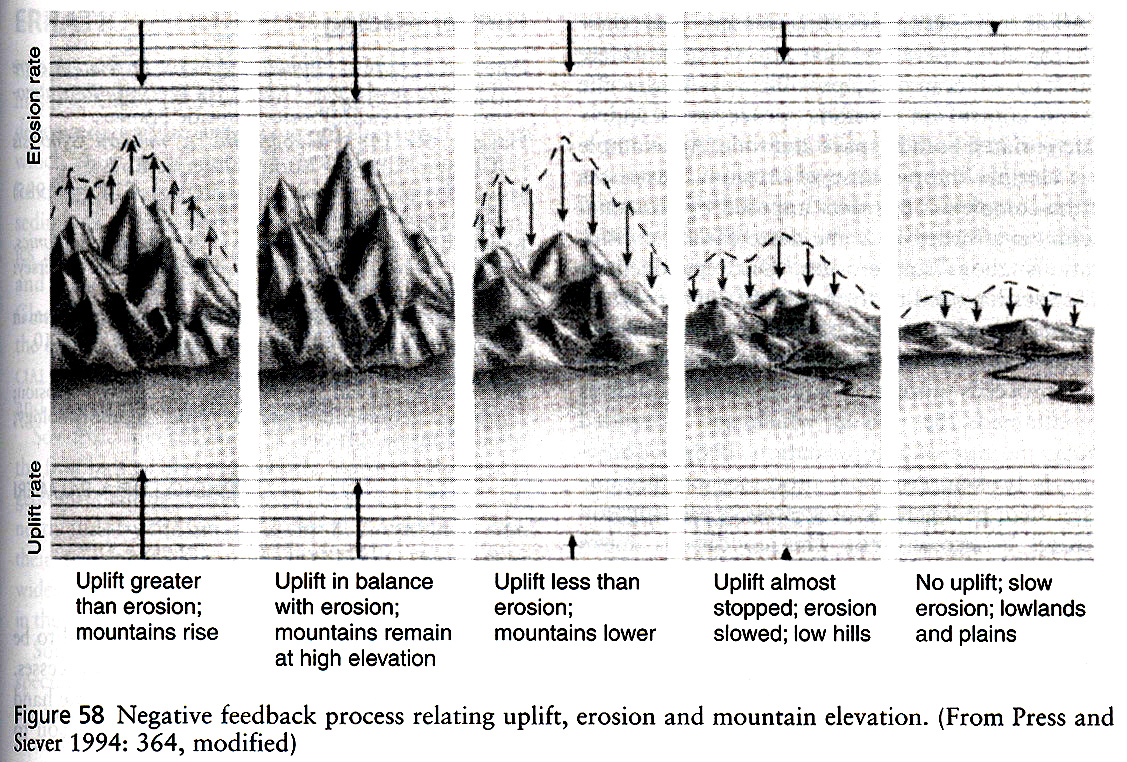 Erosion rate
Uplift rate
Uplift greater
than erosion;
mountains rise
Uplift in balance
with erosion;
mountains remain
at high elevation
Uplift less than
erosion;
mountains lower
Uplift almost
stopped; erosion
slowed; low hills
No uplift; slow
erosion; lowlands
and plains
Figure 58 Negative feedback process relating uplift, erosion and mountain elevation. (From Press and
Siever 1994: 364, modified)